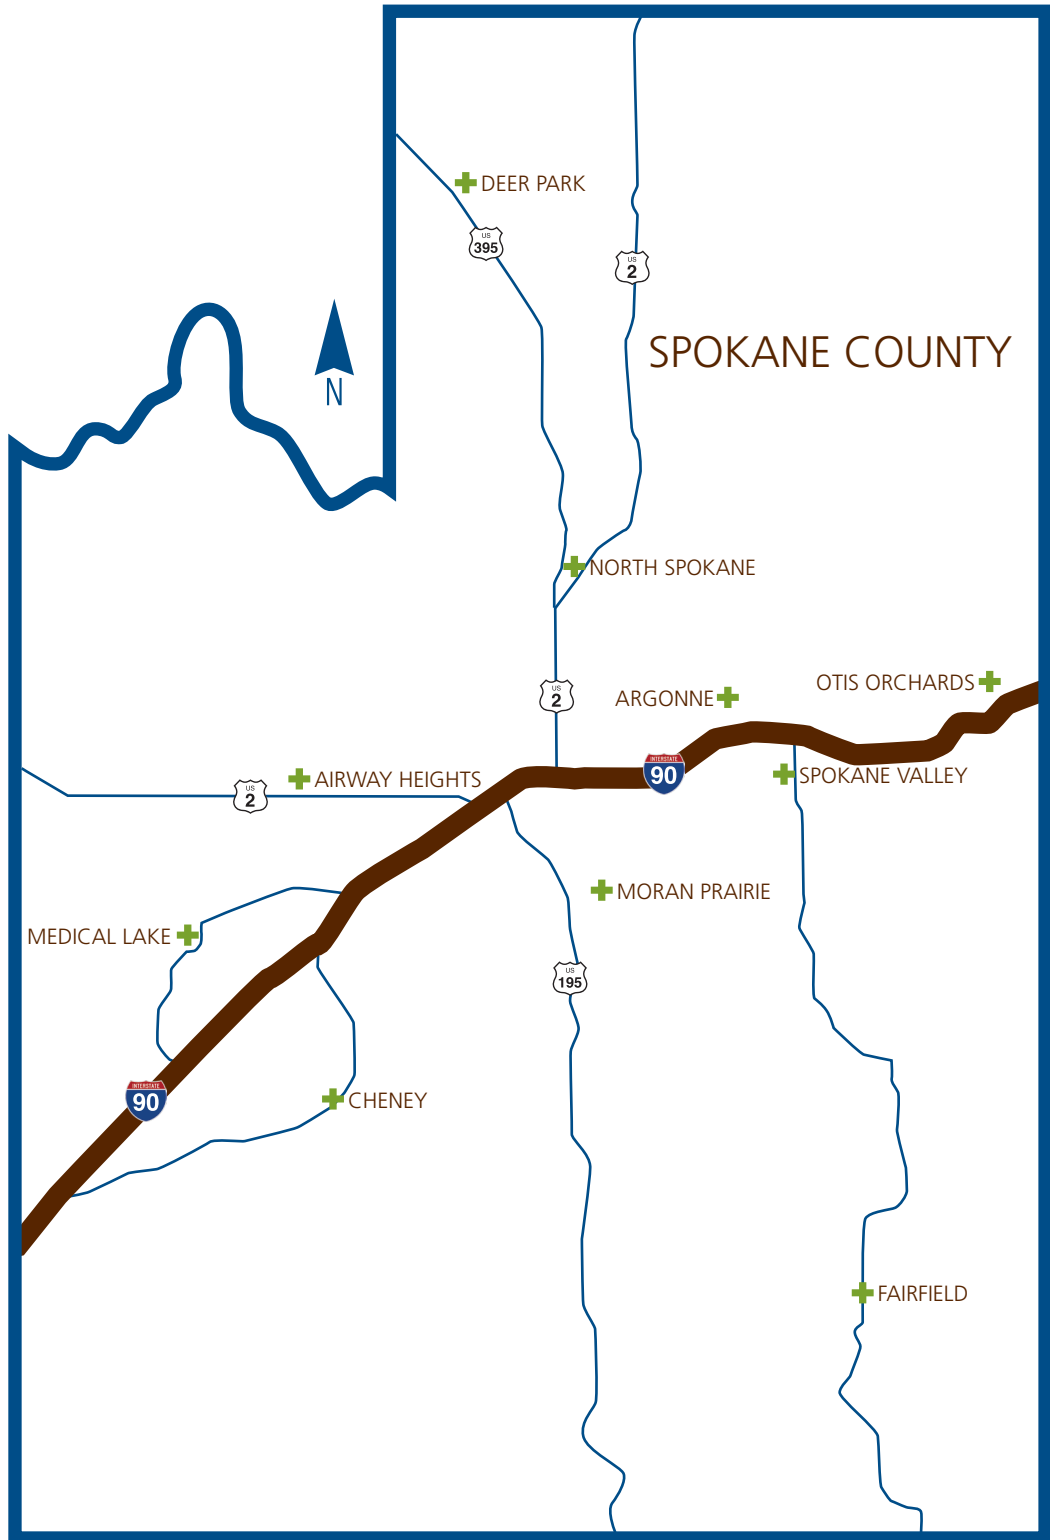 DEER PARK
US
395
US
2
SPOKANE COUNTY
N
NORTH SPOKANE
OTIS ORCHARDS
US
2
ARGONNE
INTERSTATE
90
SPOKANE VALLEY
AIRWAY HEIGHTS
US
2
MORAN PRAIRIE
MEDICAL LAKE
US
195
INTERSTATE
90
CHENEY
FAIRFIELD